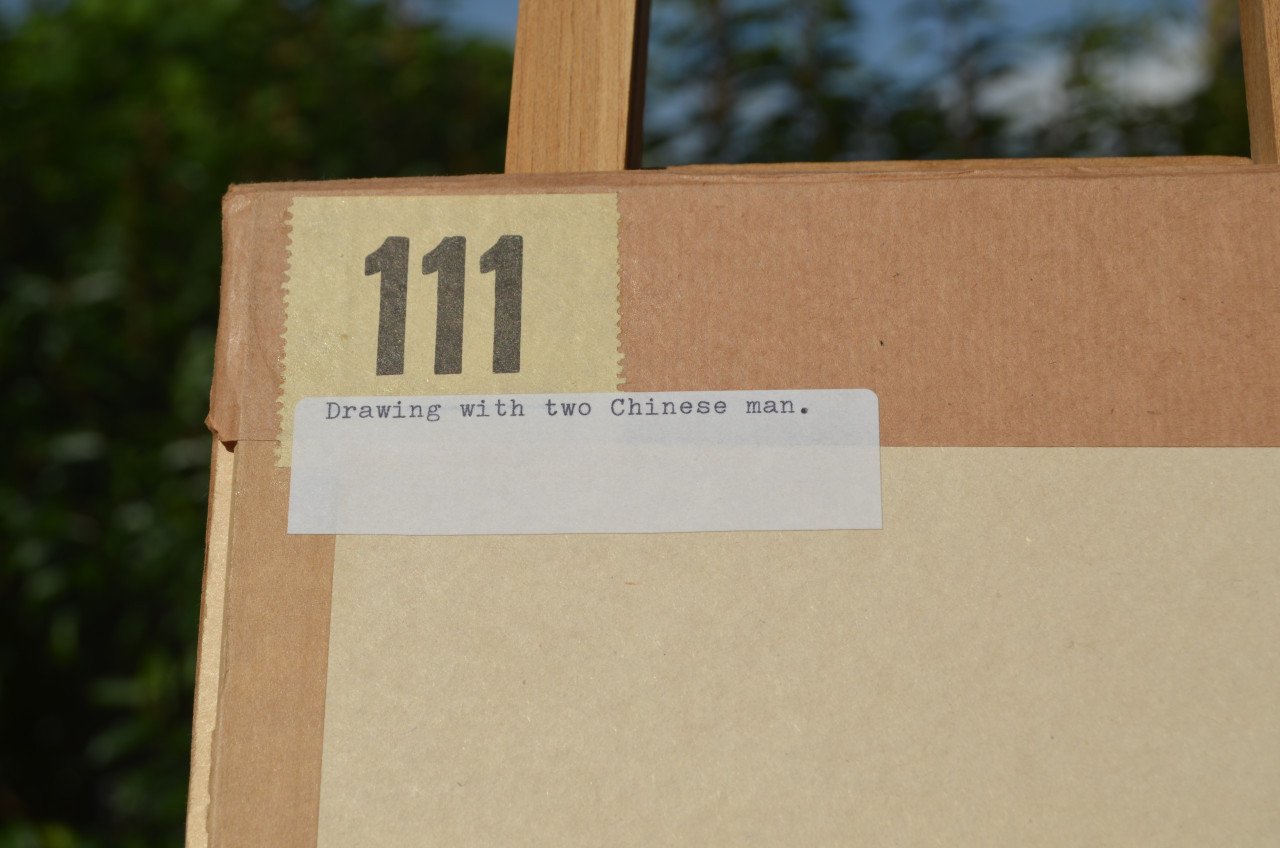 111
Drawing with two Chinese man.